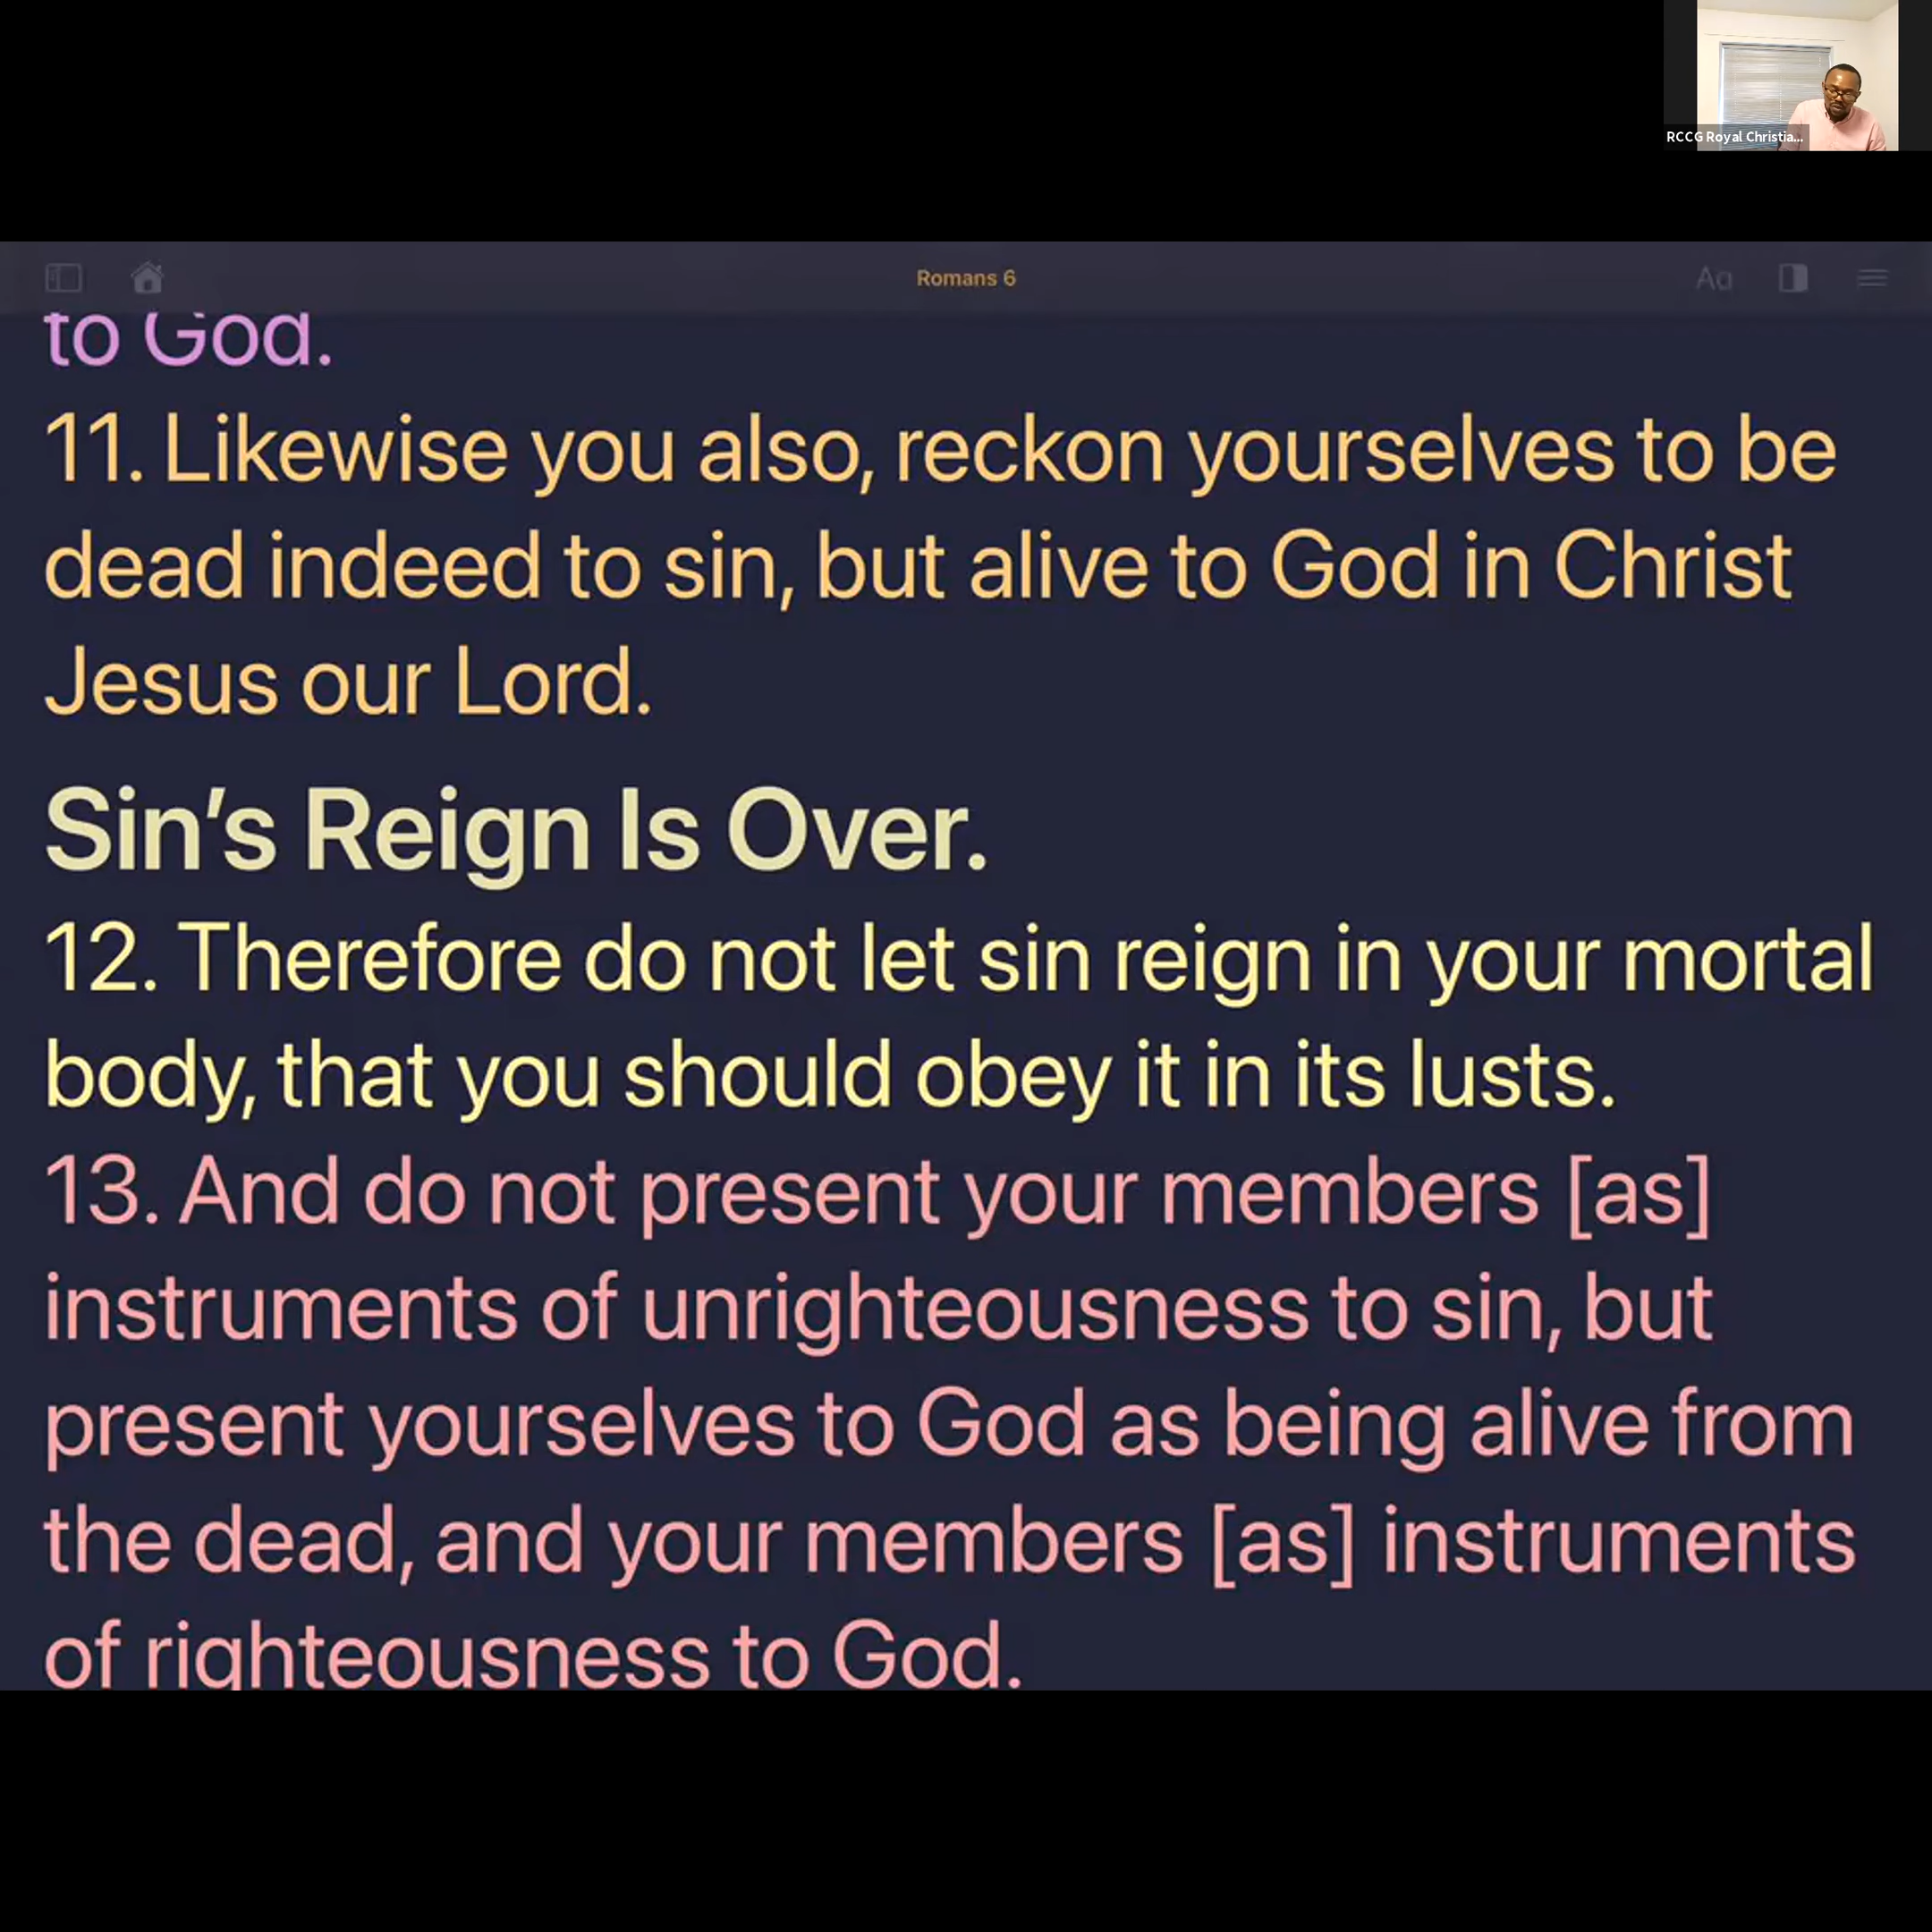 RCCG Royal Christia...
Romans 6
Aa
to God.
11. Likewise you also, reckon yourselves to be
dead indeed to sin, but alive to God in Christ
Jesus our Lord.
Sin’s Reign Is Over.
12. Therefore do not let sin reign in your mortal
body, that you should obey it in its lusts.
13. And do not present your members [as]
instruments of unrighteousness to sin, but
present yourselves to God as being alive from
the dead, and your members [as] instruments
of righteousness to God.